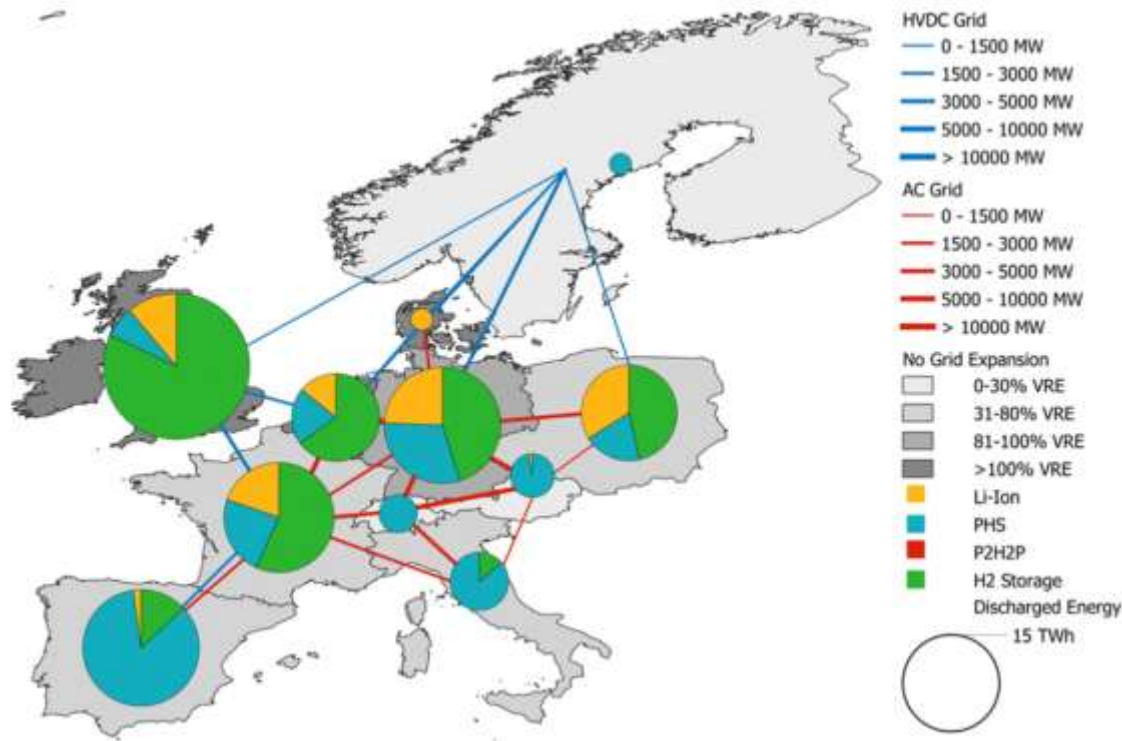 HVDC Grid
0 - 1500 MW
1500 - 3000 MW
3000 - 5000 MW
5000 - 10000 MW
> 10000 MW
AC Grid
0 - 1500 MW
1500 - 3000 MW
3000 - 5000 MW
5000 - 10000 MW
> 10000 MW
No Grid Expansion
0-30% VRE
31-80% VRE
81-100% VRE
>100% VRE
Li-Ion
PHS
P2H2P
H2 Storage
Discharged Energy
15 TWh